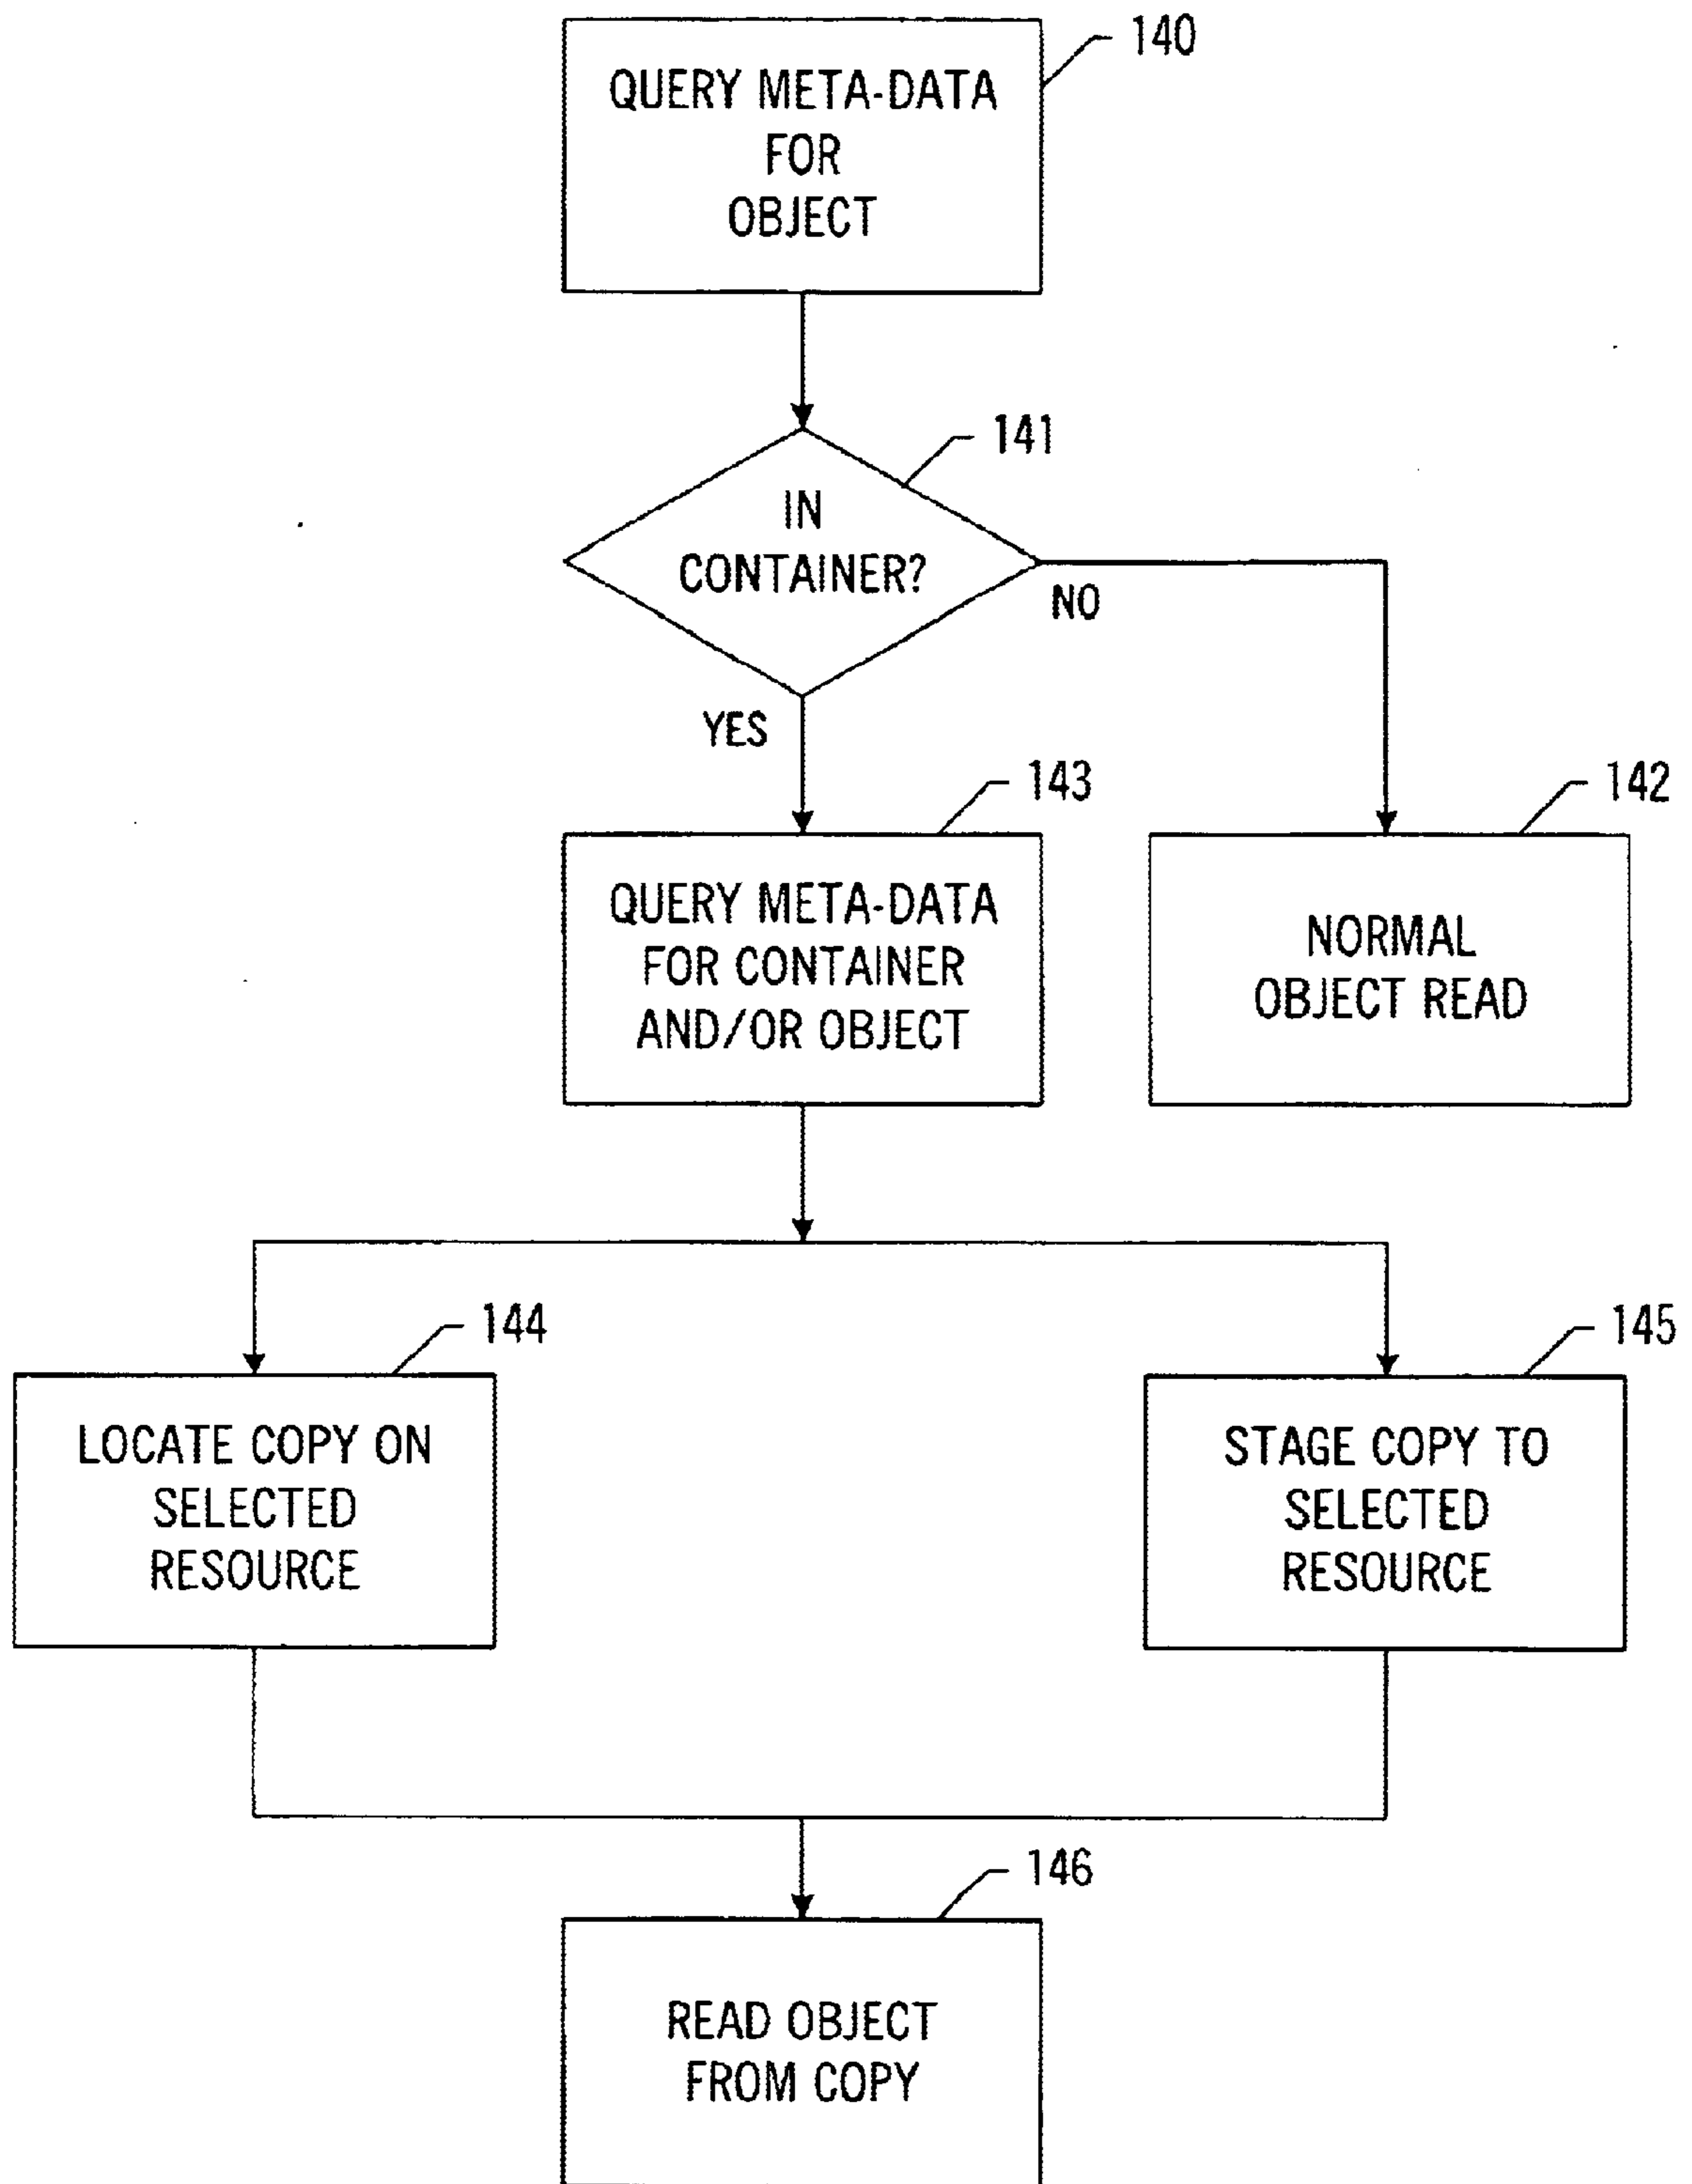 140
QUERY META-DATA
FOR
OBJECT
141
IN
CONTAINER?
NO
YES
143
142
QUERY META-DATA
FOR CONTAINER
AND/OR OBJECT
NORMAL
OBJECT READ
144
145
LOCATE COPY ON
SELECTED
RESOURCE
STAGE COPY TO
SELECTED
RESOURCE
146
READ OBJECT
FROM COPY